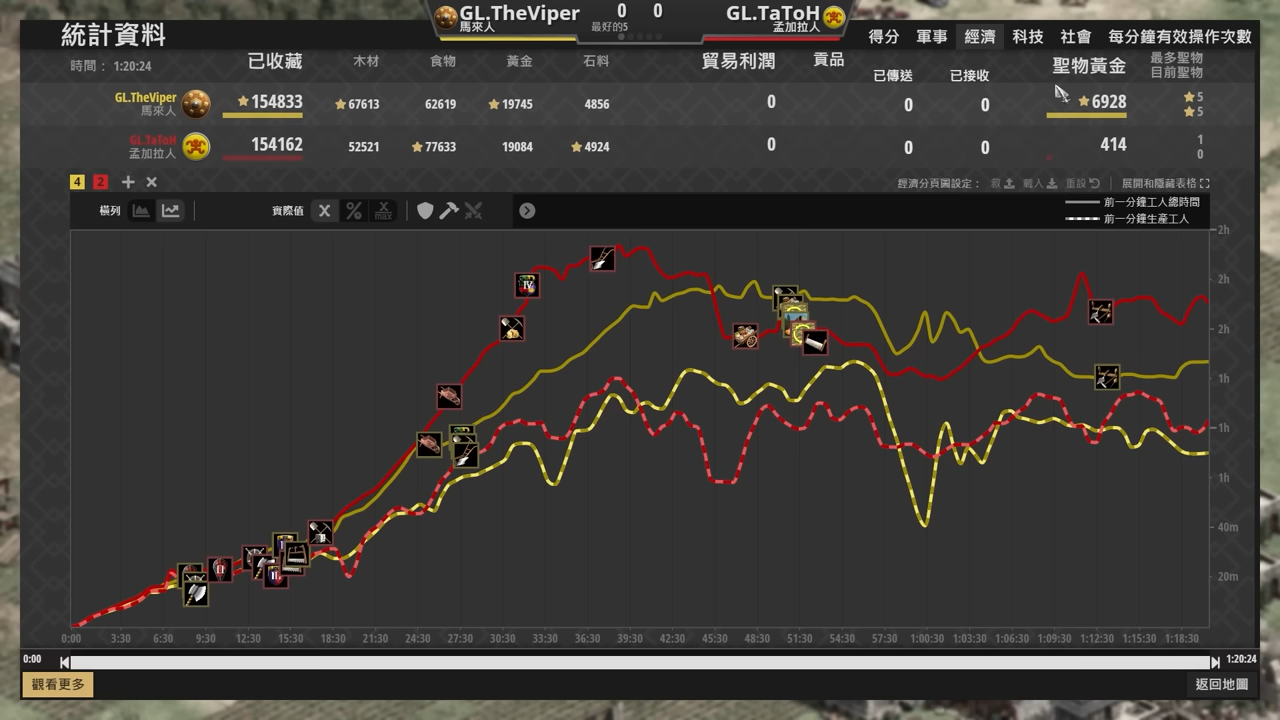 GL.TheViper 0 0 GL.TaToH
馬來人 最好的5 孟加拉人
統計資料 得分 軍事 經濟 科技 社會 每分鐘有效操作次數
時間： 1:20:24 已收藏 木材 食物 黃金 石料 貿易利潤 貢品 已傳送 已接收 聖物黃金 最多聖物
目前聖物
GL.TheViper 154833 67613 62619 19745 4856 0 0 0 6928 5
馬來人 5
GL.TaToH 154162 52521 77633 19084 4924 0 0 0 414 1
孟加拉人 0
4 2 經濟分頁圖設定： 載入 重設 展開和隱藏表格
橫列 實際值 X % X max 前一分鐘工人總時間
前一分鐘生產工人
2h
2h
2h
1h
1h
1h
40m
20m
0:00 3:30 6:30 9:30 12:30 15:30 18:30 21:30 24:30 27:30 30:30 33:30 36:30 39:30 42:30 45:30 48:30 51:30 54:30 57:30 1:00:30 1:03:30 1:06:30 1:09:30 1:12:30 1:15:30 1:18:30
0:00 1:20:24
觀看更多 返回地圖